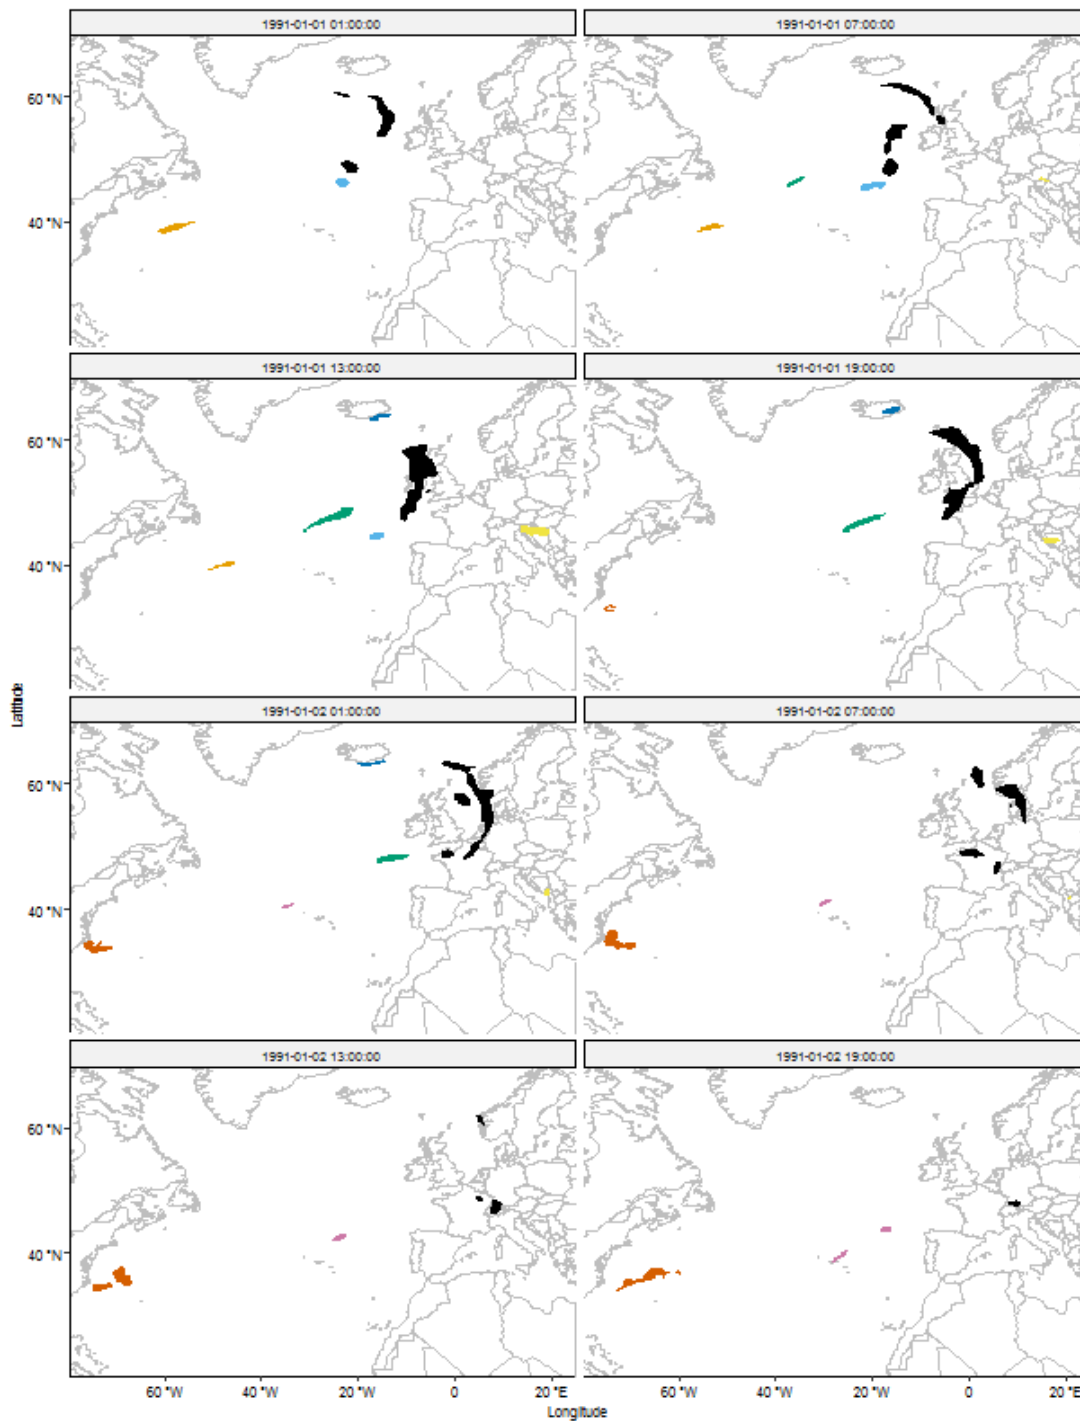 1991-01-01 01:00:00
1991-01-01 07:00:00
60 °N
40 °N
1991-01-01 13:00:00
1991-01-01 19:00:00
60 °N
40 °N
Latitude
1991-01-02 01:00:00
1991-01-02 07:00:00
60 °N
40 °N
1991-01-02 13:00:00
1991-01-02 19:00:00
60 °N
40 °N
60 °W
40 °W
20 °W
0
20 °E
60 °W
40 °W
20 °W
0
20 °E
Longitude